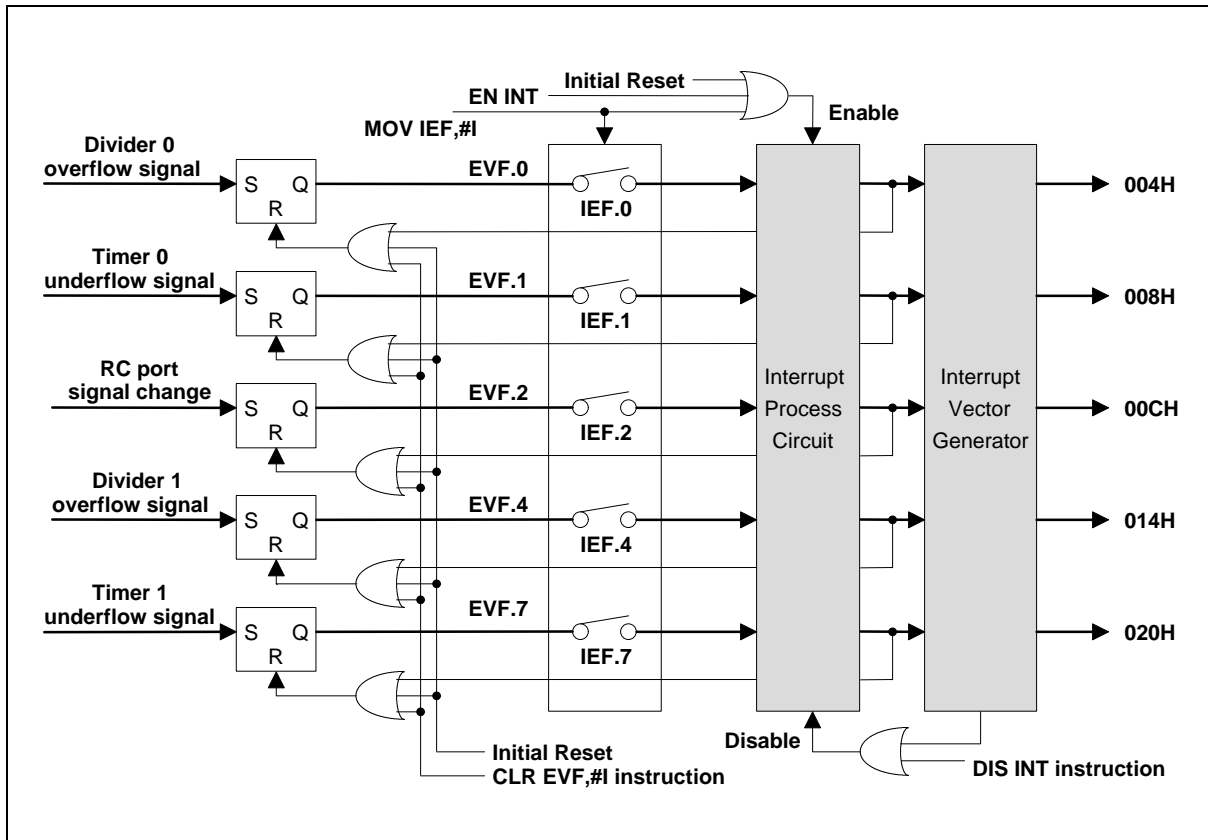 Initial Reset
EN INT
Enable
MOV IEF,#I
Divider 0
overflow signal
S Q
R
EVF.0
IEF.0
004H
Timer 0
underflow signal
S Q
R
EVF.1
IEF.1
008H
RC port
signal change
S Q
R
EVF.2
IEF.2
Interrupt
Process
Circuit
Interrupt
Vector
Generator
00CH
Divider 1
overflow signal
S Q
R
EVF.4
IEF.4
014H
Timer 1
underflow signal
S Q
R
EVF.7
IEF.7
020H
Disable
Initial Reset
CLR EVF,#I instruction
DIS INT instruction